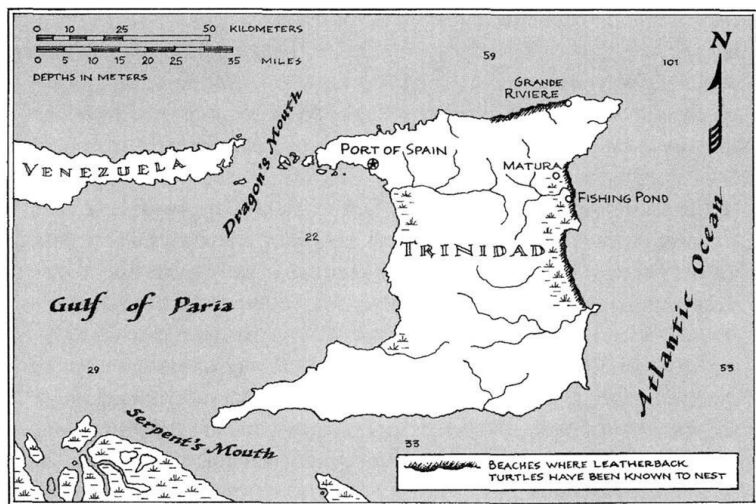 0 10 25 50 KILOMETERS
0 5 10 15 20 25 35 MILES
DEPTHS IN METERS
N
59
101
GRANDE
RIVIERE
Dragon's Mouth
PORT OF SPAIN
VENEZUELA
MATURA
FISHING POND
22
TRINIDAD
Gulf of Paria
Atlantic Ocean
29
53
Serpent's Mouth
33
BEACHES WHERE LEATHERBACK
TURTLES HAVE BEEN KNOWN TO NEST